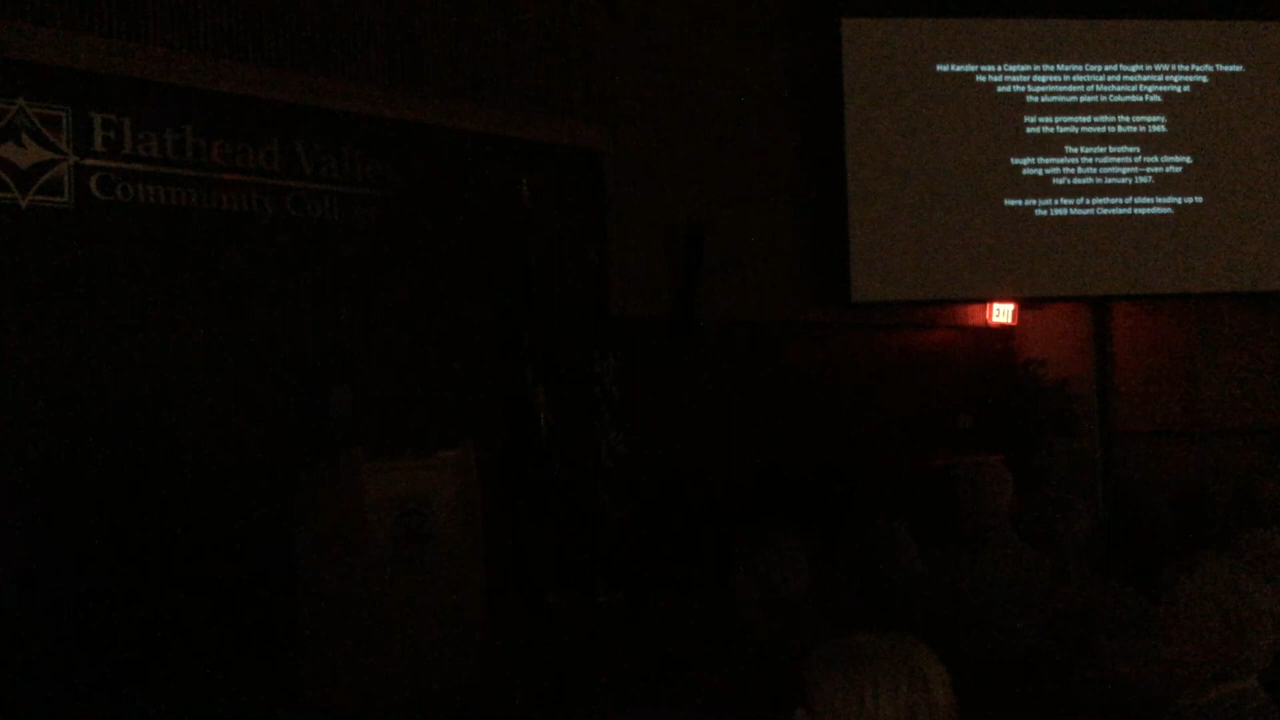 Flathead Valle
Community Coll
Hal Kanzler was a Captain in the Marine Corp and fought in WW II the Pacific Theater.
He had master degrees in electrical and mechanical engineering,
and the Superintendent of Mechanical Engineering at
the aluminum plant in Columbia Falls.
Hal was promoted within the company,
and the family moved to Butte in 1965.
The Kanzler brothers
taught themselves the rudiments of rock climbing,
along with the Butte contingent—even after
Hal's death in January 1967.
Here are just a few of a plethora of slides leading up to
the 1969 Mount Cleveland expedition.
EXIT